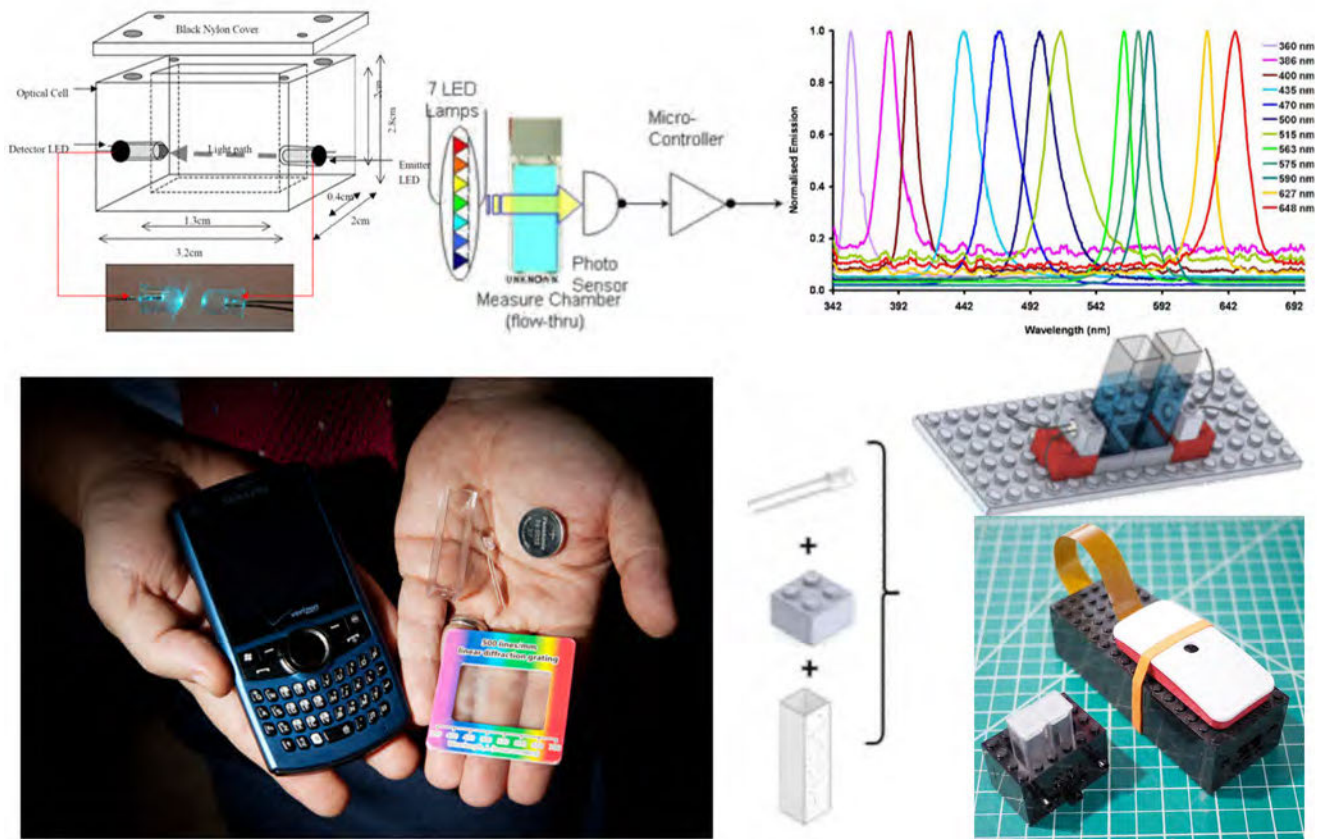 Black Nylon Cover
Optical Cell
Detector LED
Light path
Emitter
LED
3cm
2.8cm
0.4cm
2cm
1.3cm
3.2cm
7 LED
Lamps
Micro-
Controller
UNKNOWN
Photo
Sensor
Measure Chamber
(flow-thru)
Normalised Emission
1.0
0.8
0.6
0.4
0.2
0.0
342
392
442
492
542
592
642
692
Wavelength (nm)
360 nm
386 nm
400 nm
435 nm
470 nm
500 nm
515 nm
563 nm
575 nm
590 nm
627 nm
648 nm
verizon
500 lines/mm
linear diffraction grating
+
+